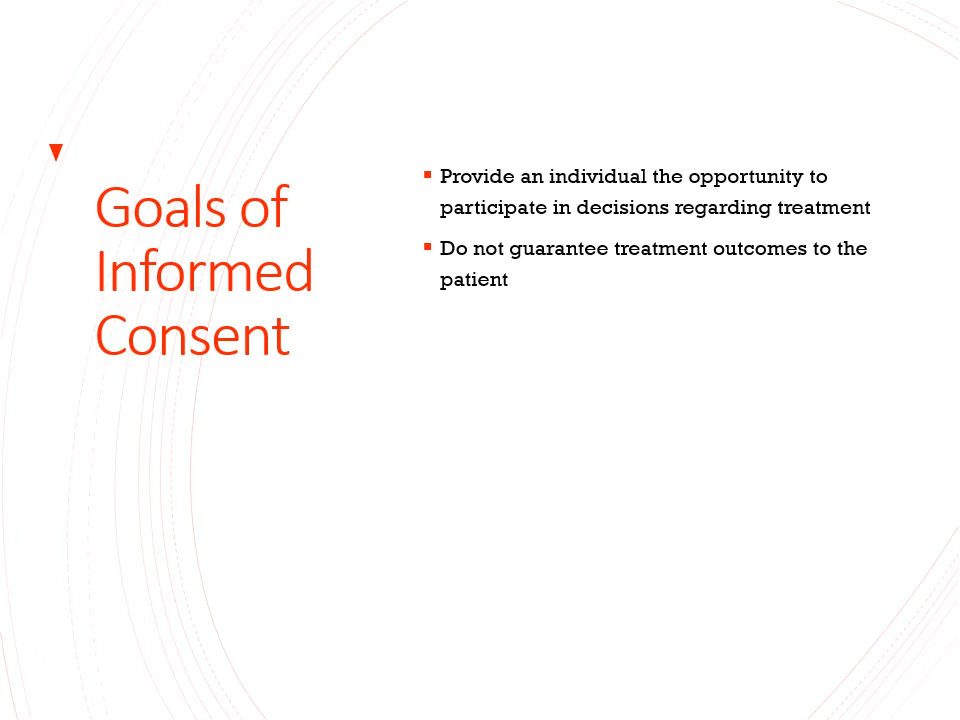 Goals of
Informed
Consent
▪ Provide an individual the opportunity to
participate in decisions regarding treatment
▪ Do not guarantee treatment outcomes to the
patient